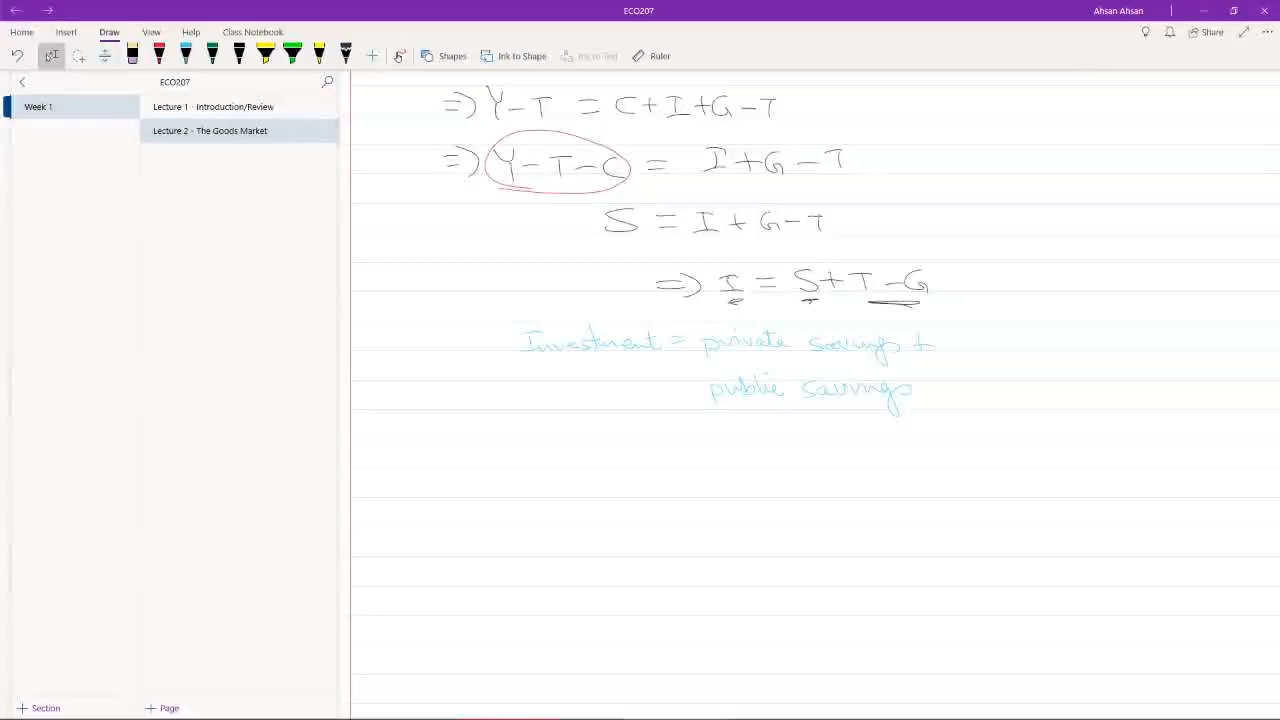 ECO207
Ahsan Ahsan
Home Insert Draw View Help Class Notebook
Share
Shapes Ink to Shape Ink to Text Ruler
ECO207
Week 1
Lecture 1 - Introduction/Review
Lecture 2 - The Goods Market
=> Y-T = C+I+G-T
=> Y-T-C = I+G-T
S = I+G-T
=> I = S+T-G
Investment = private savings +
public savings
+ Section + Page